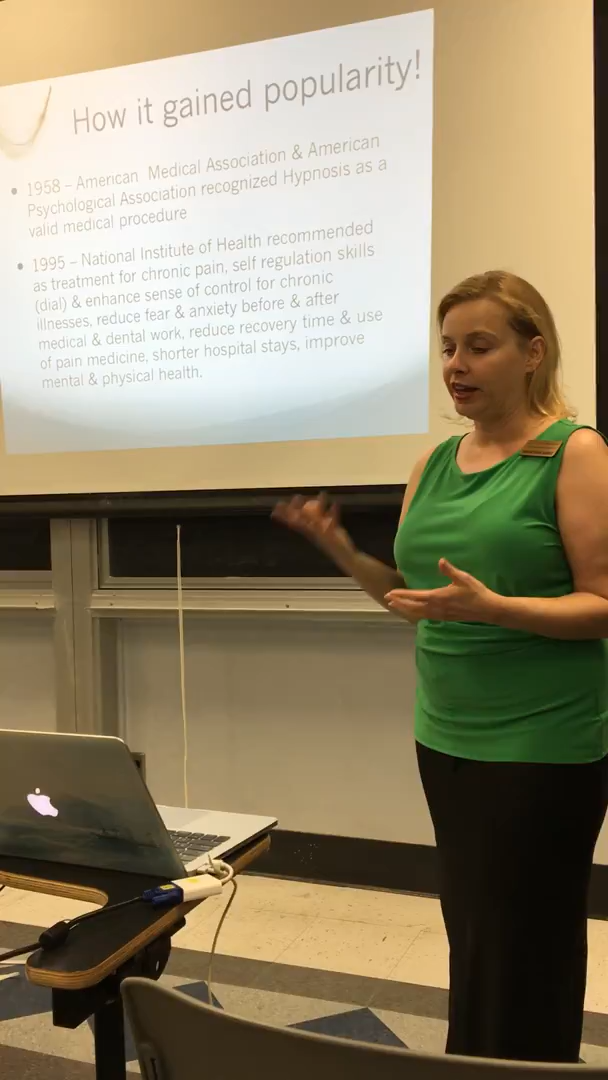 How it gained popularity!
• 1958 – American Medical Association & American
Psychological Association recognized Hypnosis as a
valid medical procedure
• 1995 – National Institute of Health recommended
as treatment for chronic pain, self regulation skills
(dial) & enhance sense of control for chronic
illnesses, reduce fear & anxiety before & after
medical & dental work, reduce recovery time & use
of pain medicine, shorter hospital stays, improve
mental & physical health.